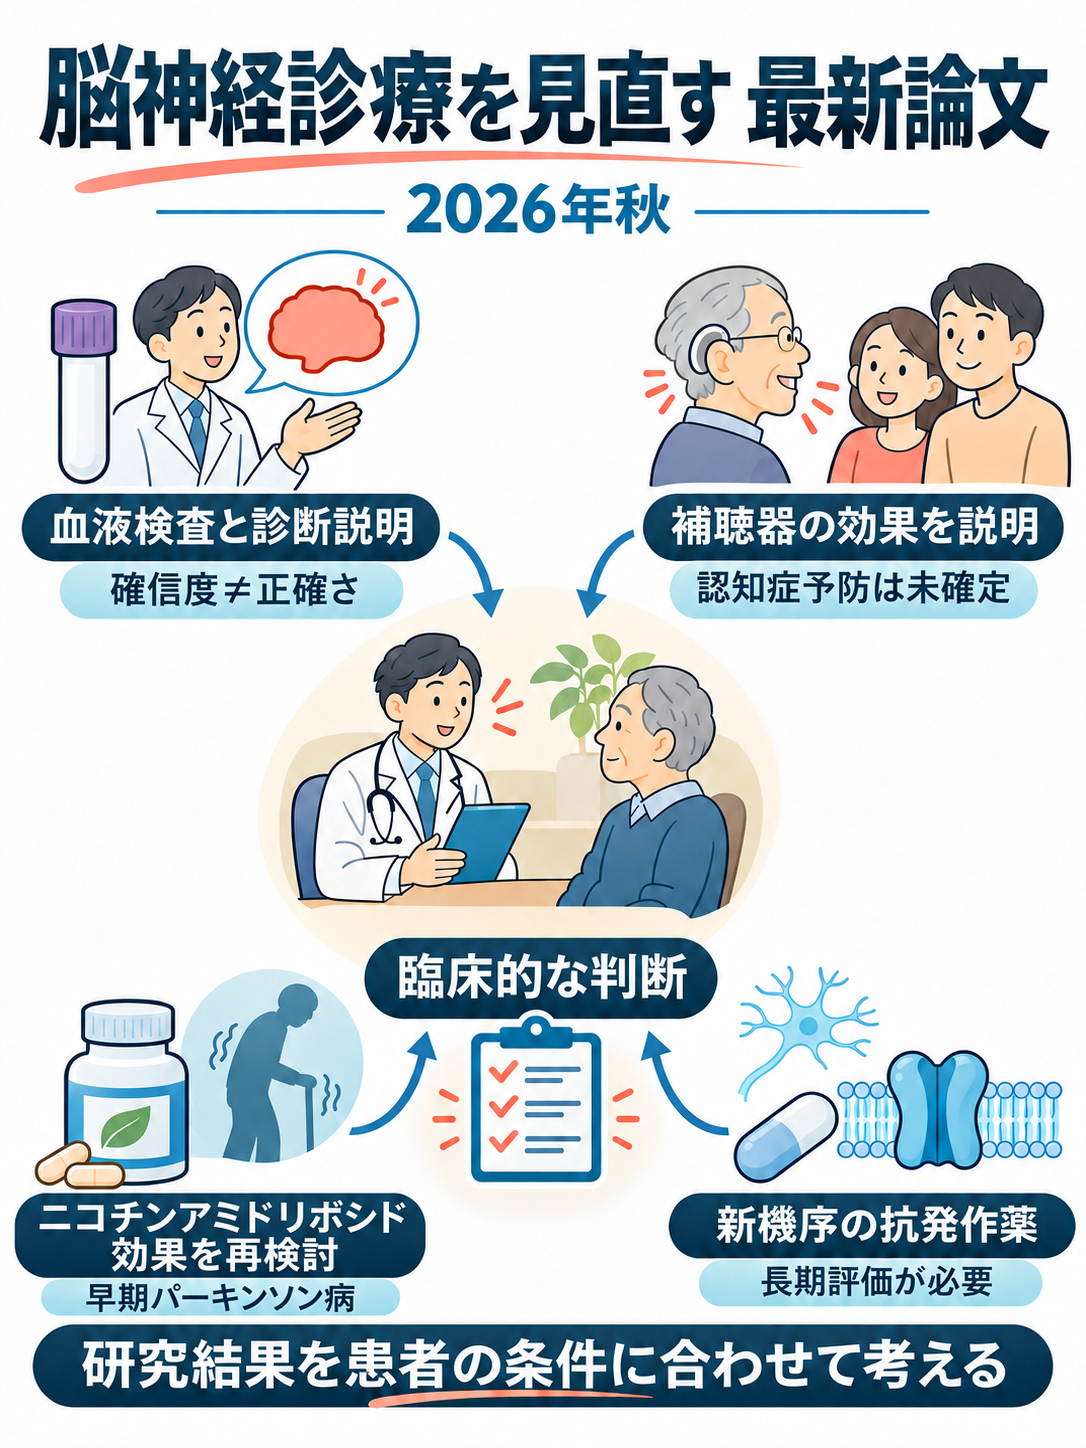 脳神経診療を見直す 最新論文
2026年秋
血液検査と診断説明
確信度≠正確さ
補聴器の効果を説明
認知症予防は未確定
臨床的な判断
ニコチンアミドリボシド
効果を再検討
早期パーキンソン病
新機序の抗発作薬
長期評価が必要
研究結果を患者の条件に合わせて考える